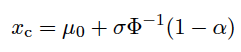 x_c = μ_0 + σΦ^{-1}(1 − α)